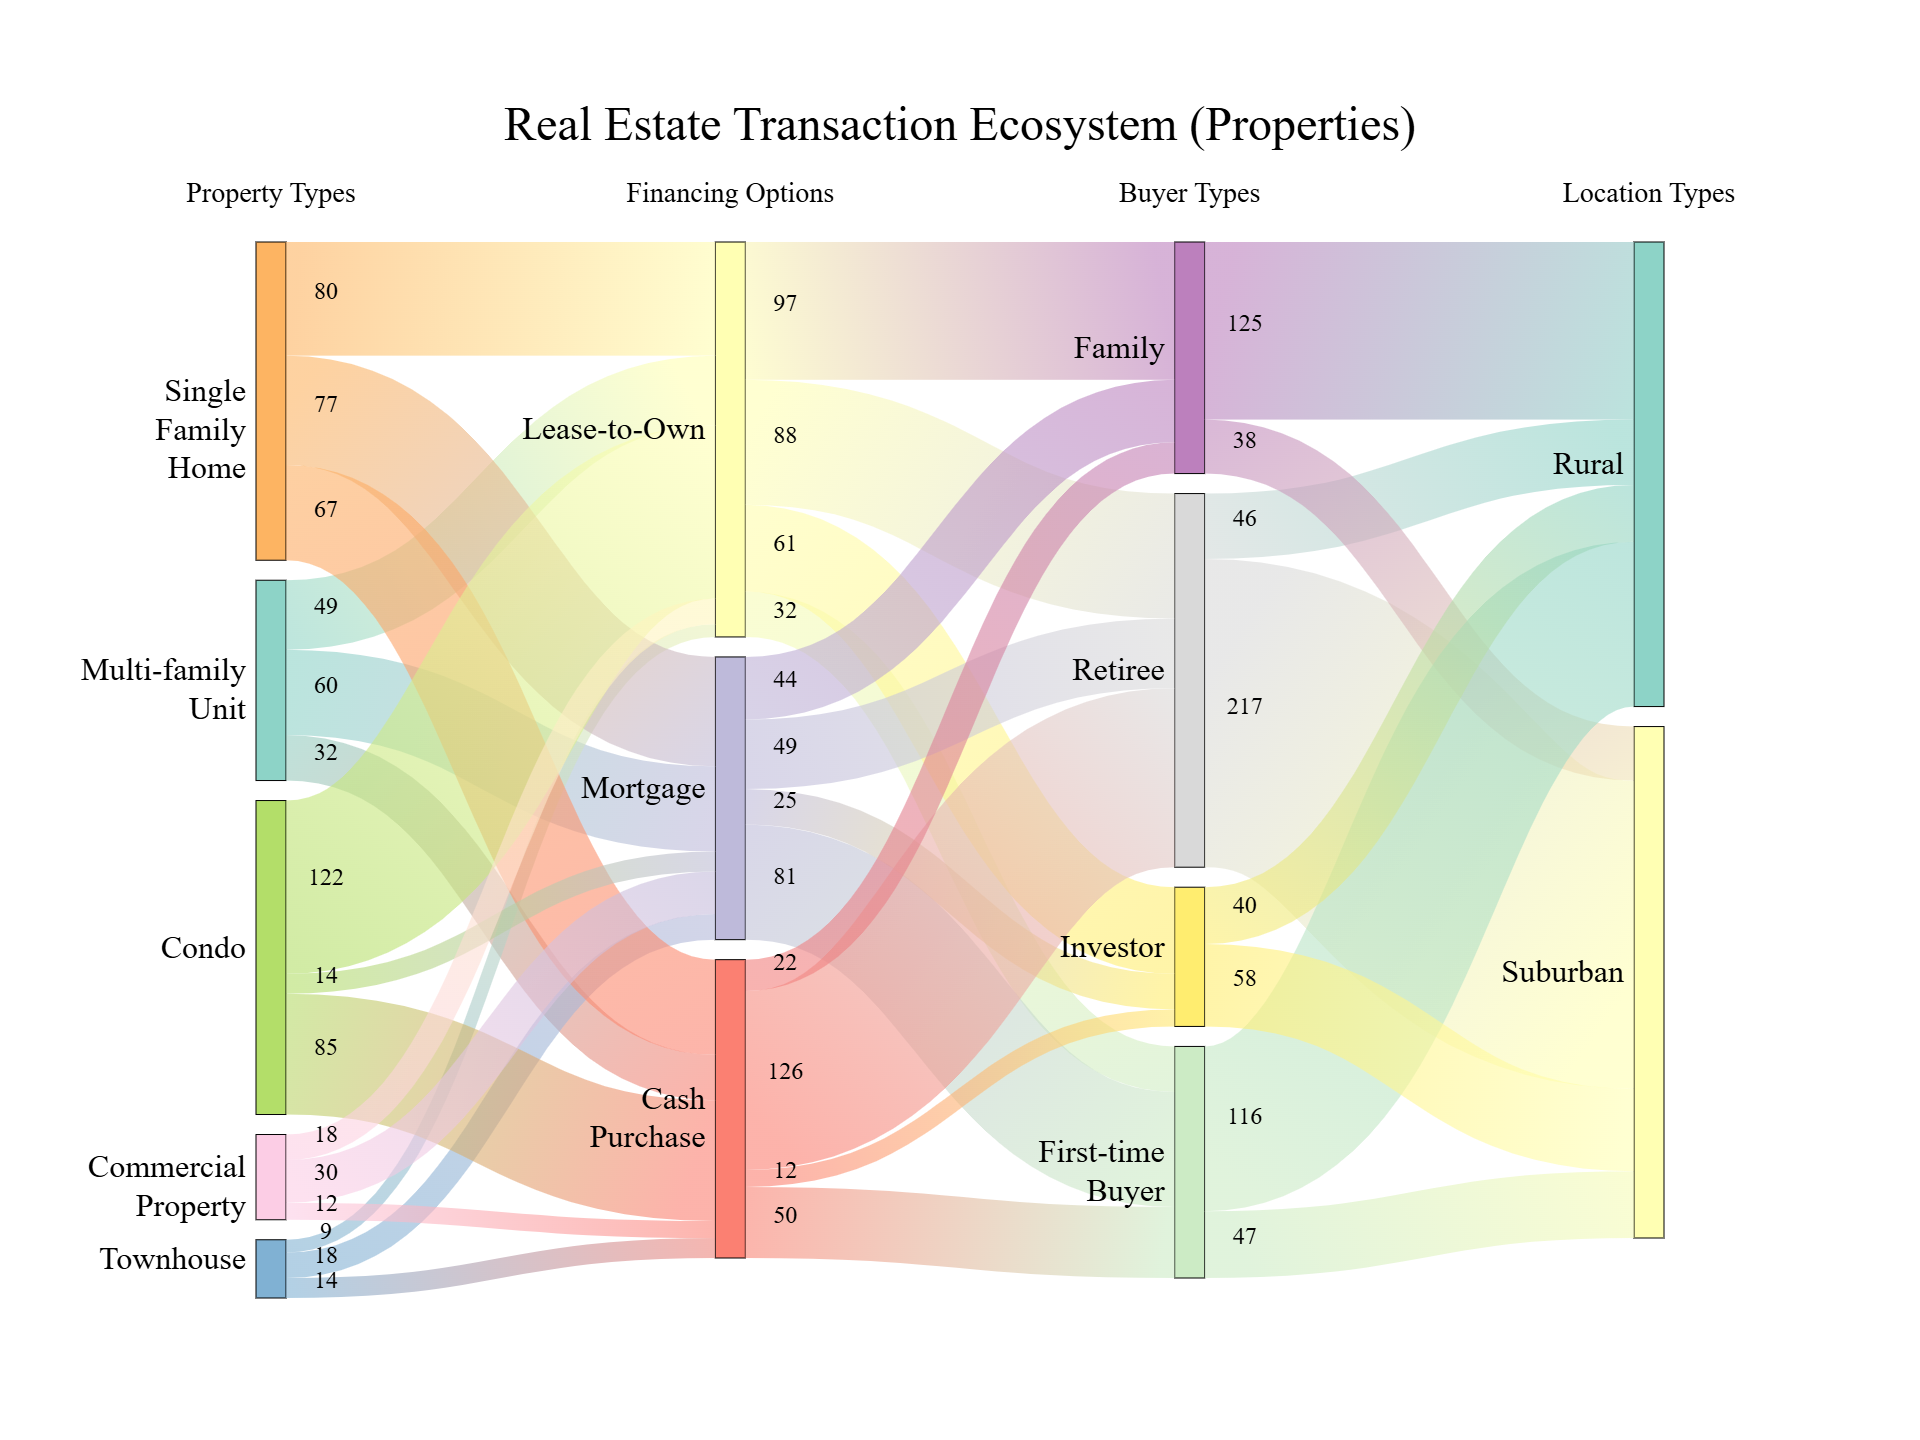 Real Estate Transaction Ecosystem (Properties)
Property Types
Financing Options
Buyer Types
Location Types
Single
Family
Home
80
77
67
Multi-family
Unit
49
60
32
Condo
122
14
85
Commercial
Property
18
30
12
Townhouse
9
18
14
Lease-to-Own
97
88
61
32
Mortgage
44
49
25
81
Cash
Purchase
22
126
12
50
Family
125
38
Retiree
46
217
Investor
40
58
First-time
Buyer
116
47
Rural
Suburban